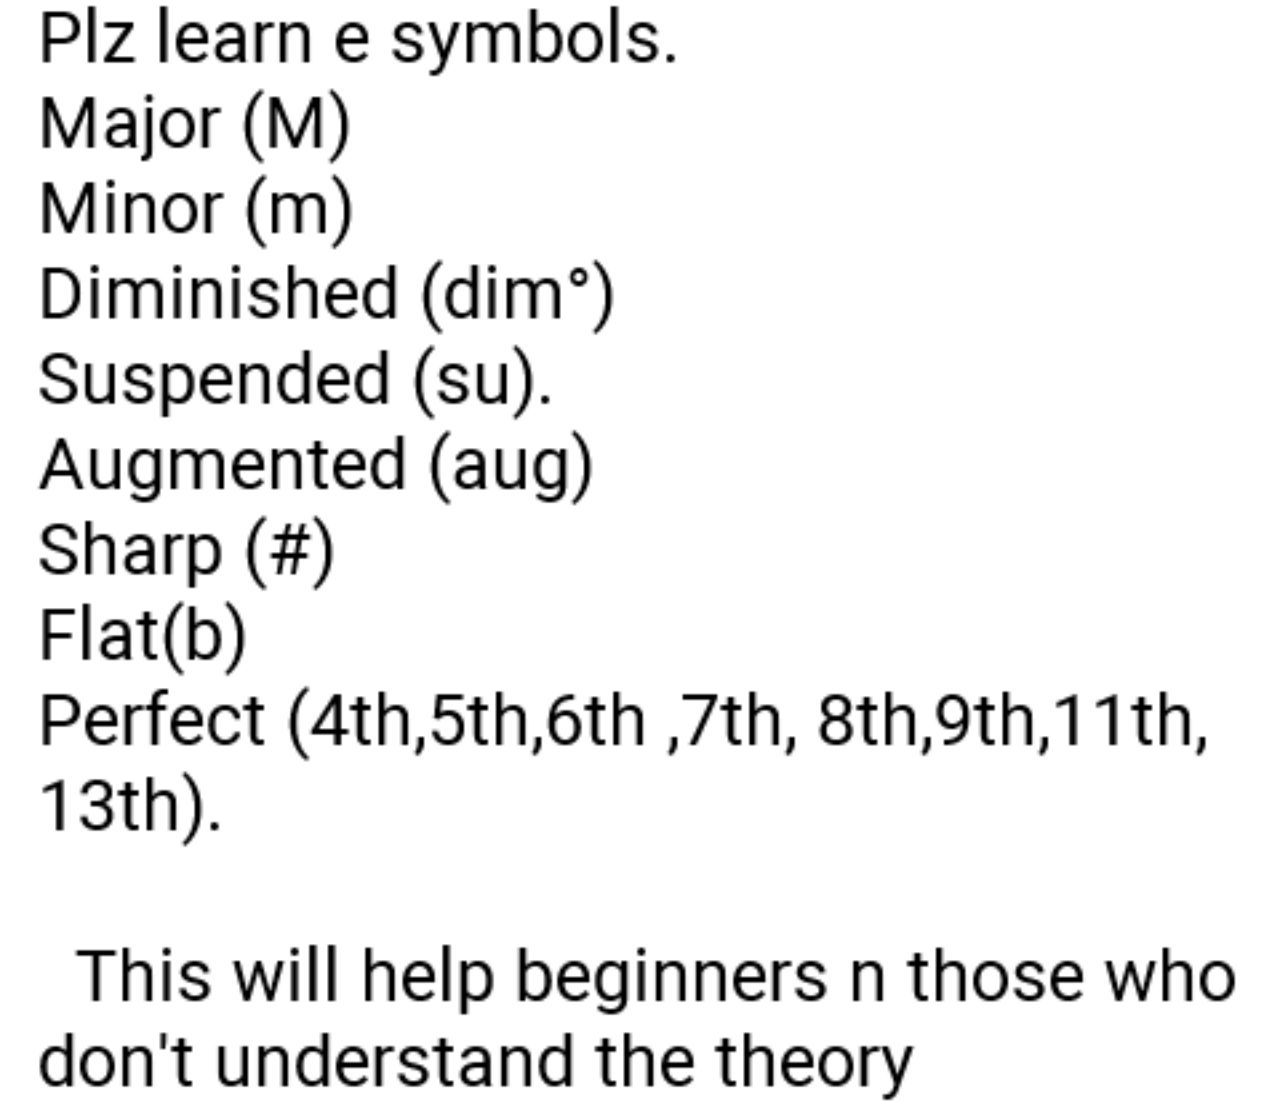 Plz learn e symbols.
Major (M)
Minor (m)
Diminished (dim°)
Suspended (su).
Augmented (aug)
Sharp (#)
Flat(b)
Perfect (4th,5th,6th ,7th, 8th,9th,11th,
13th).
This will help beginners n those who
don't understand the theory